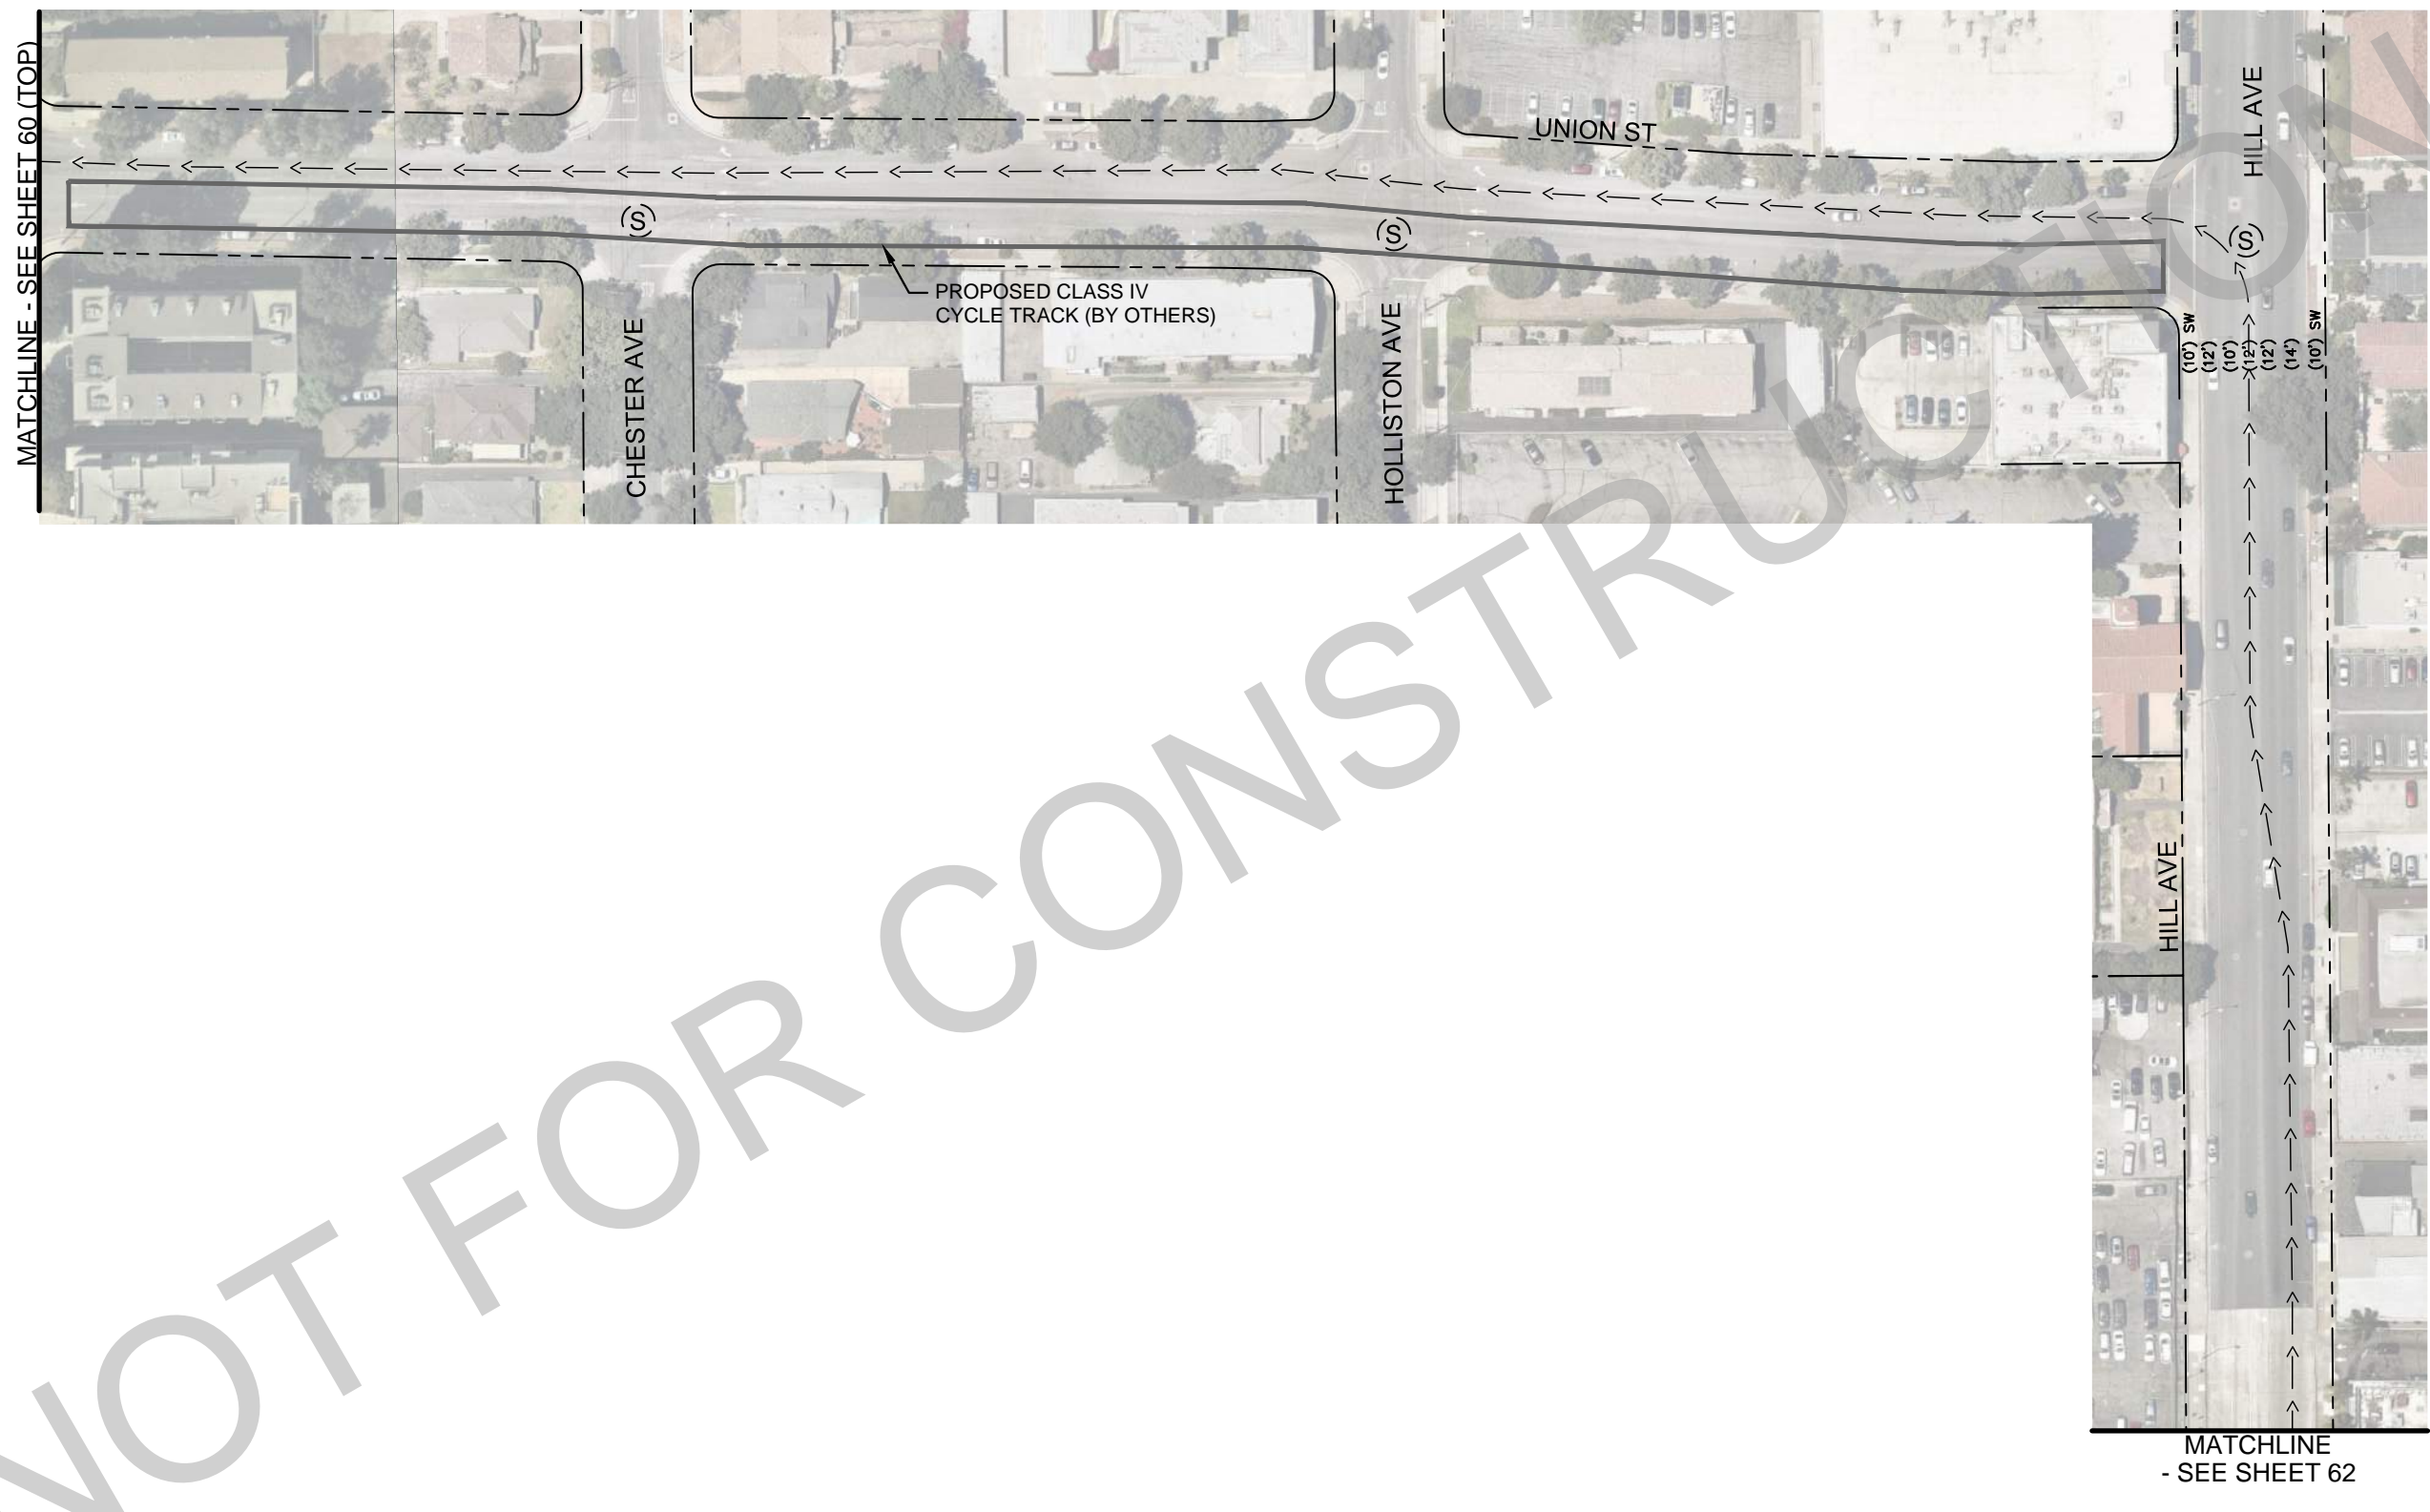 MATCHLINE - SEE SHEET 60 (TOP)
UNION ST
HILL AVE
(S)
(S)
(S)
PROPOSED CLASS IV
CYCLE TRACK (BY OTHERS)
CHESTER AVE
HOLLISTON AVE
(10') SW
(12')
(10')
(12')
(12')
(14')
(10') SW
HILL AVE
NOT FOR CONSTRUCTION
MATCHLINE
- SEE SHEET 62